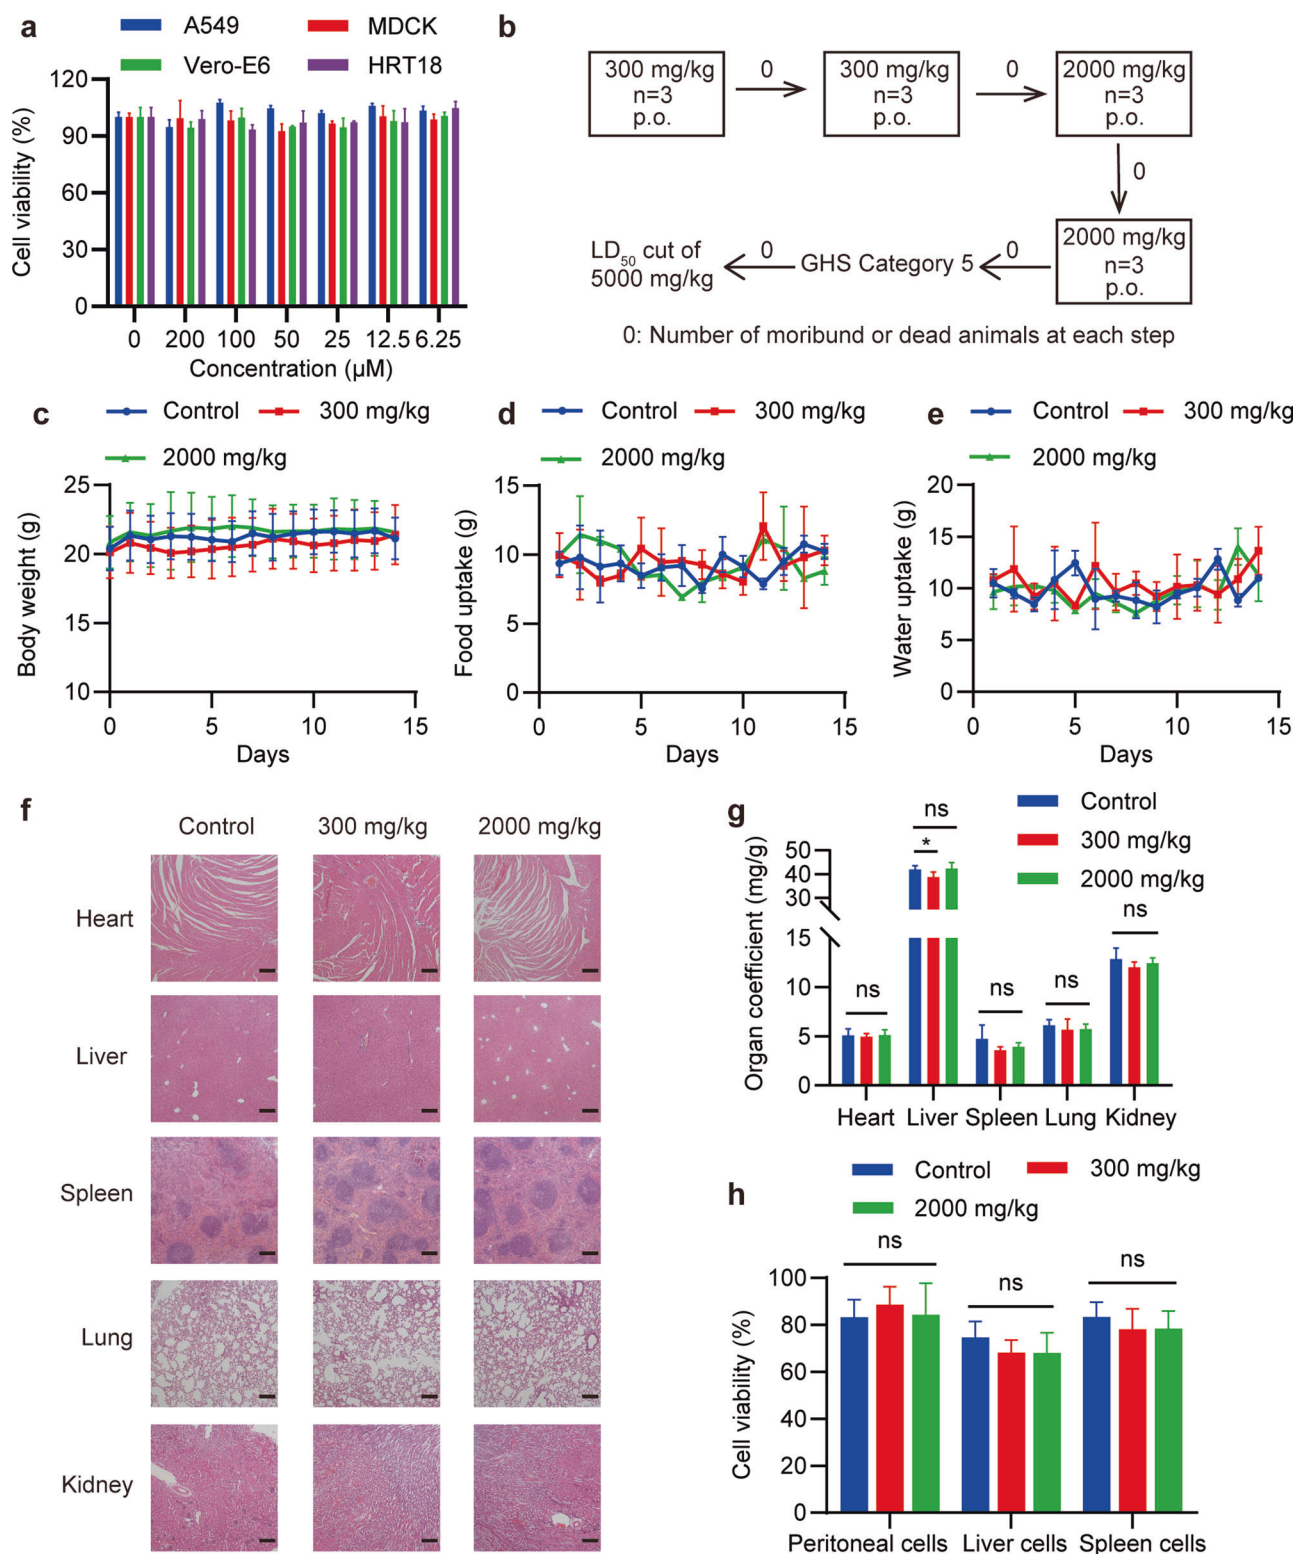 a
A549
MDCK
Vero-E6
HRT18
120
90
60
30
0
Cell viability (%)
0 200 100 50 25 12.5 6.25
Concentration (µM)
b
300 mg/kg
n=3
p.o.
0
300 mg/kg
n=3
p.o.
0
2000 mg/kg
n=3
p.o.
0
2000 mg/kg
n=3
p.o.
0
GHS Category 5
0
LD50 cut of
5000 mg/kg
0: Number of moribund or dead animals at each step
c
Control
300 mg/kg
2000 mg/kg
25
20
15
10
Body weight (g)
0 5 10 15
Days
d
Control
300 mg/kg
2000 mg/kg
15
10
5
0
Food uptake (g)
0 5 10 15
Days
e
Control
300 mg/kg
2000 mg/kg
20
15
10
5
0
Water uptake (g)
0 5 10 15
Days
f
Control 300 mg/kg 2000 mg/kg
Heart
Liver
Spleen
Lung
Kidney
g
Control
300 mg/kg
2000 mg/kg
50
40
30
15
10
5
0
Organ coefficient (mg/g)
ns
ns
*
ns
ns
ns
Heart Liver Spleen Lung Kidney
h
Control
300 mg/kg
2000 mg/kg
100
80
60
40
20
0
Cell viability (%)
ns
ns
ns
Peritoneal cells Liver cells Spleen cells